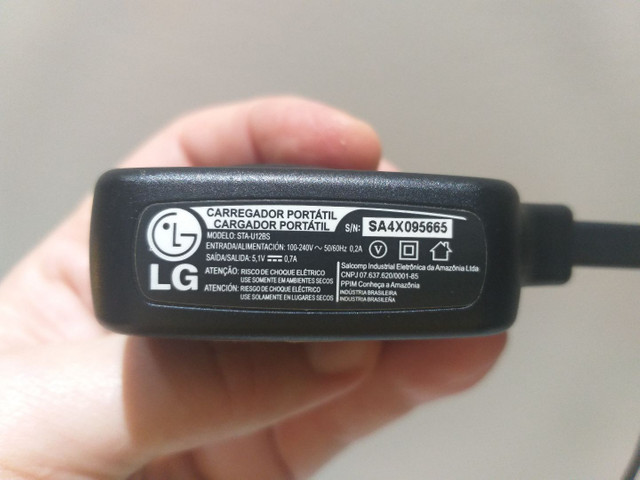 CARREGADOR PORTÁTIL
CARGADOR PORTÁTIL
MODELO: STA-U12BS
S/N: SA4X095665
ENTRADA/ALIMENTACIÓN: 100-240V ~ 50/60Hz 0,2A
SAÍDA/SALIDA: 5,1V ⎓ 0,7A
V
LG
ATENÇÃO: RISCO DE CHOQUE ELÉTRICO
USE SOMENTE EM AMBIENTES SECOS
ATENCIÓN: RIESGO DE CHOQUE ELÉCTRICO
USE SOLAMENTE EN LUGARES SECOS
Salcomp Industrial Eletrônica da Amazônia Ltda
CNPJ 07.637.620/0001-85
PPIM Conheça a Amazônia
INDÚSTRIA BRASILEIRA
INDUSTRIA BRASILEÑA